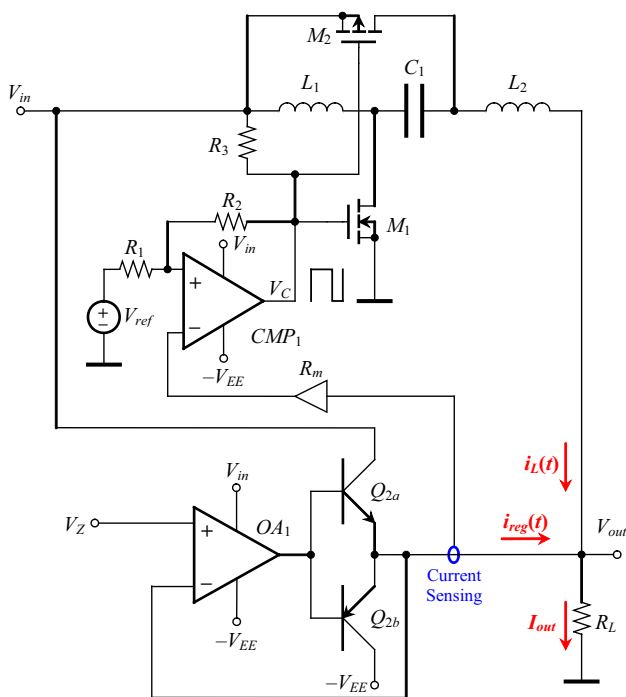 M2
C1
L1
L2
Vin
R3
R2
M1
R1
Vin
+
−
Vref
+
−
VC
CMP1
−VEE
Rm
iL(t)
Vin
Q2a
VZ
+
−
OA1
ireg(t)
Vout
Current
Sensing
−VEE
Q2b
Iout
RL
−VEE